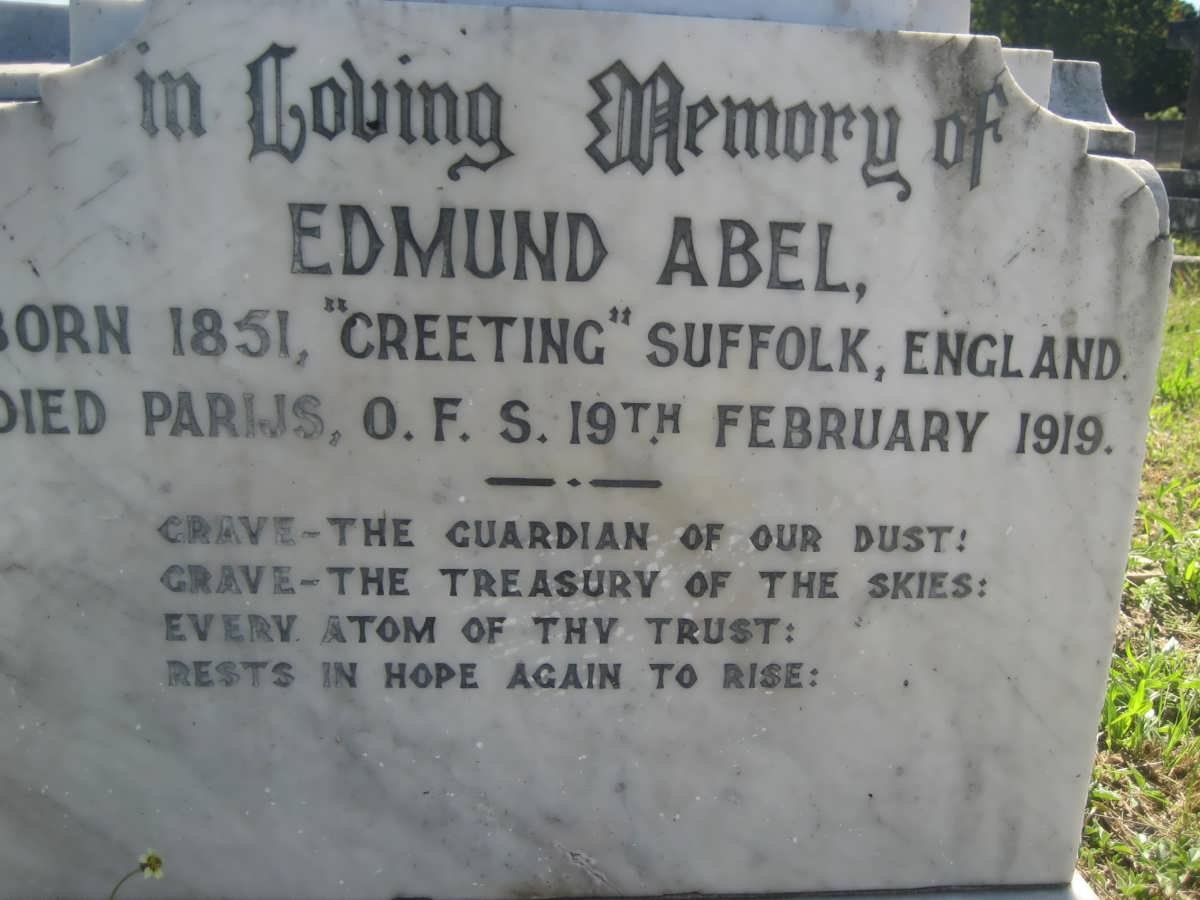 in Loving Memory of
EDMUND ABEL,
BORN 1851, "CREETING" SUFFOLK, ENGLAND.
DIED PARIJS, O. F. S. 19TH FEBRUARY 1919.
GRAVE-THE GUARDIAN OF OUR DUST!
GRAVE-THE TREASURY OF THE SKIES:
EVERY ATOM OF THY TRUST:
RESTS IN HOPE AGAIN TO RISE: